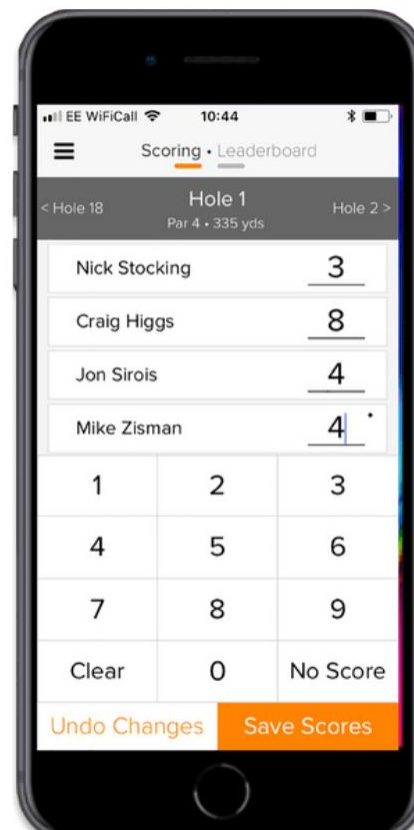 EE WiFiCall 10:44
Scoring • Leaderboard
< Hole 18 Hole 1 Hole 2 >
Par 4 • 335 yds
Nick Stocking 3
Craig Higgs 8
Jon Sirois 4
Mike Zisman 4 •
1 2 3
4 5 6
7 8 9
Clear 0 No Score
Undo Changes Save Scores